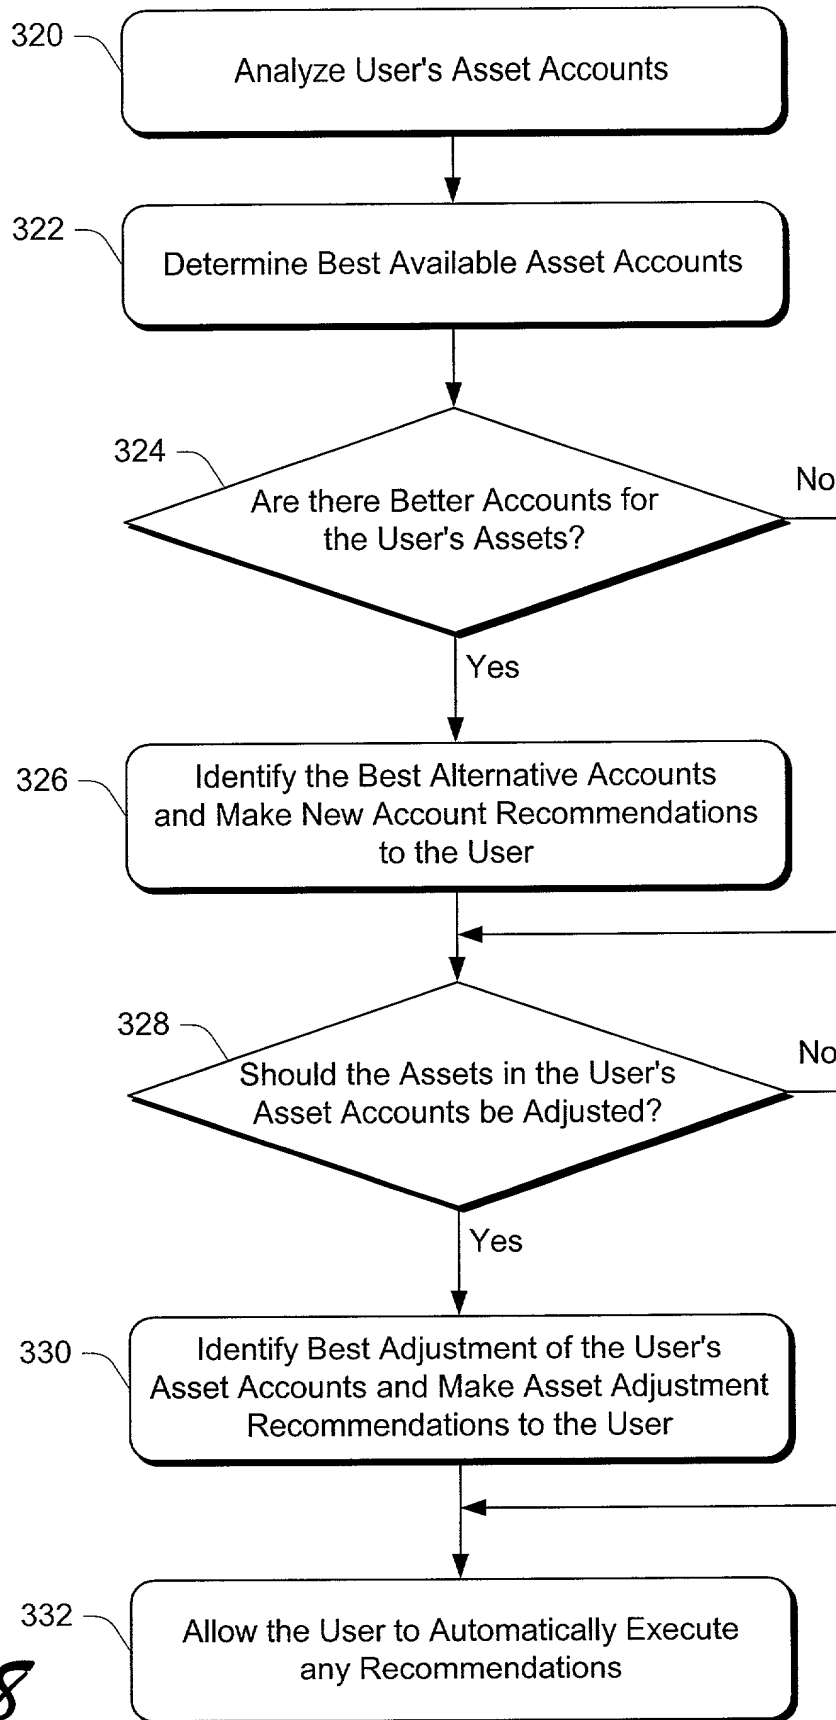 320
Analyze User's Asset Accounts
322
Determine Best Available Asset Accounts
324
Are there Better Accounts for
the User's Assets?
No
Yes
326
Identify the Best Alternative Accounts
and Make New Account Recommendations
to the User
328
Should the Assets in the User's
Asset Accounts be Adjusted?
No
Yes
330
Identify Best Adjustment of the User's
Asset Accounts and Make Asset Adjustment
Recommendations to the User
332
Allow the User to Automatically Execute
any Recommendations
8